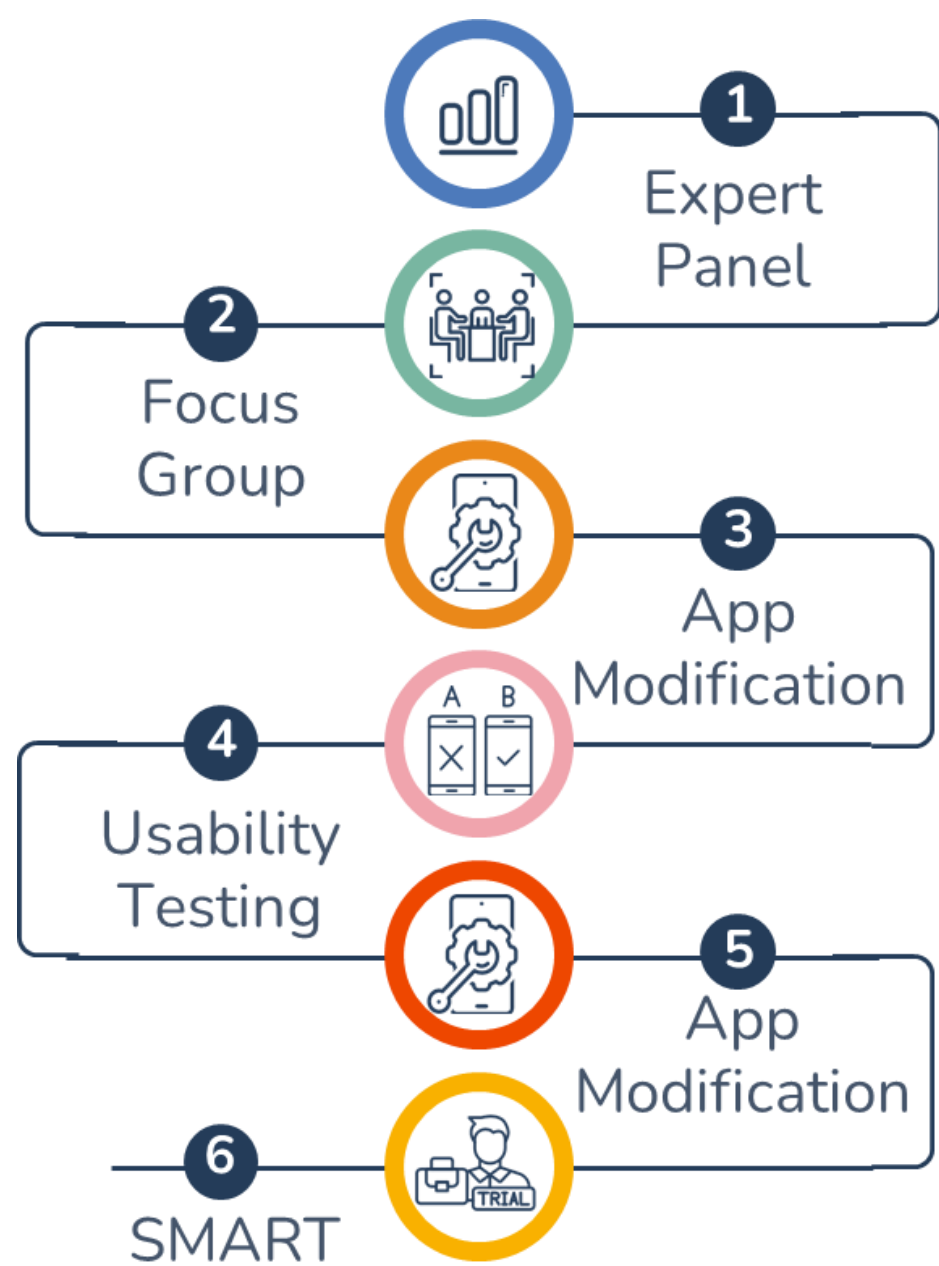 1
Expert
Panel
2
Focus
Group
3
App
Modification
A B
4
Usability
Testing
5
App
Modification
6
TRIAL
SMART